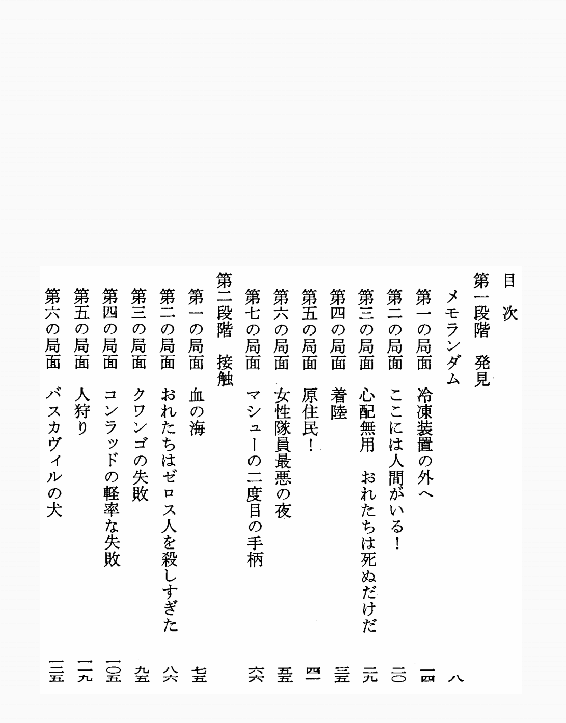 目次
第一段階　発見
メモランダム　八
第一の局面　冷凍装置の外へ　一四
第二の局面　ここには人間がいる！　二〇
第三の局面　心配無用　おれたちは死ぬだけだ　二九
第四の局面　着陸　三五
第五の局面　原住民！　四一
第六の局面　女性隊員最悪の夜　五五
第七の局面　マシューの二度目の手柄　六六
第二段階　接触
第一の局面　血の海　七五
第二の局面　おれたちはゼロス人を殺しすぎた　八六
第三の局面　クワンゴの失敗　九五
第四の局面　コンラッドの軽率な失敗　一〇五
第五の局面　人狩り　一一九
第六の局面　バスカヴィルの犬　一三五